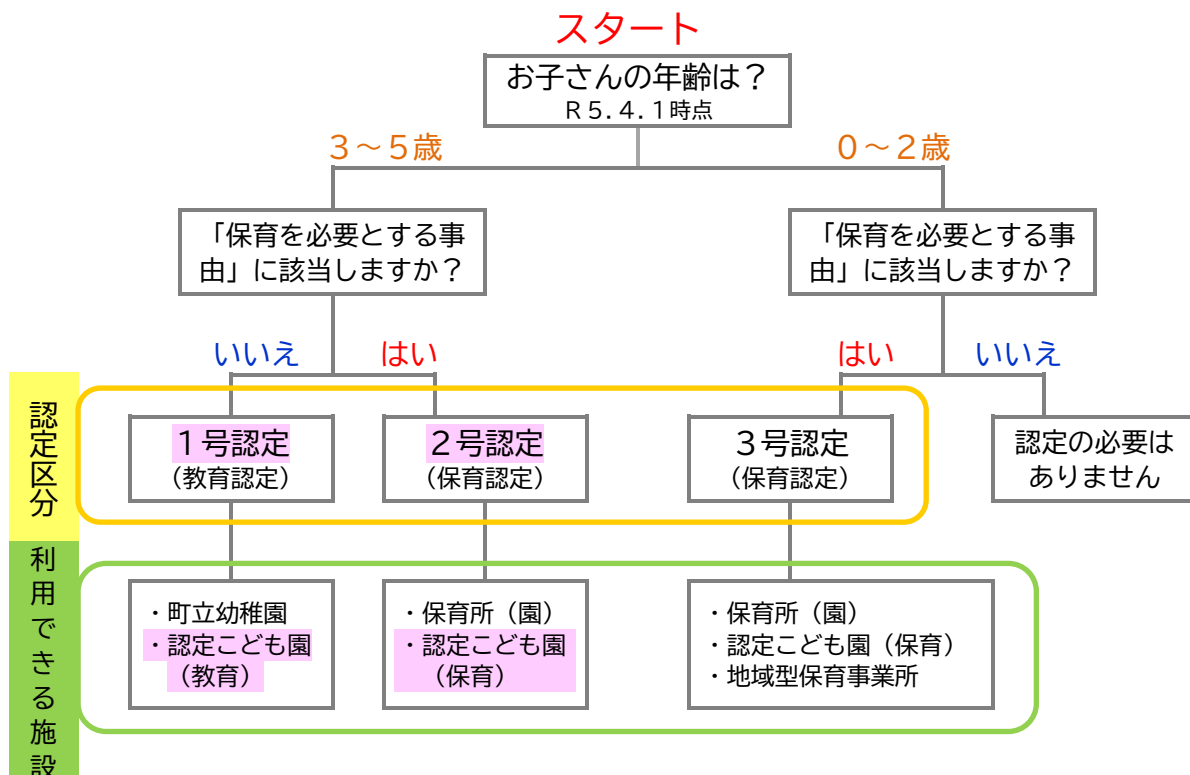 スタート
お子さんの年齢は？
Ｒ５．４．１時点
３～５歳
０～２歳
「保育を必要とする事
由」に該当しますか？
「保育を必要とする事
由」に該当しますか？
いいえ
はい
はい
いいえ
認定区分
１号認定
（教育認定）
２号認定
（保育認定）
３号認定
（保育認定）
認定の必要は
ありません
利用できる施設
・町立幼稚園
・認定こども園
（教育）
・保育所（園）
・認定こども園
（保育）
・保育所（園）
・認定こども園（保育）
・地域型保育事業所